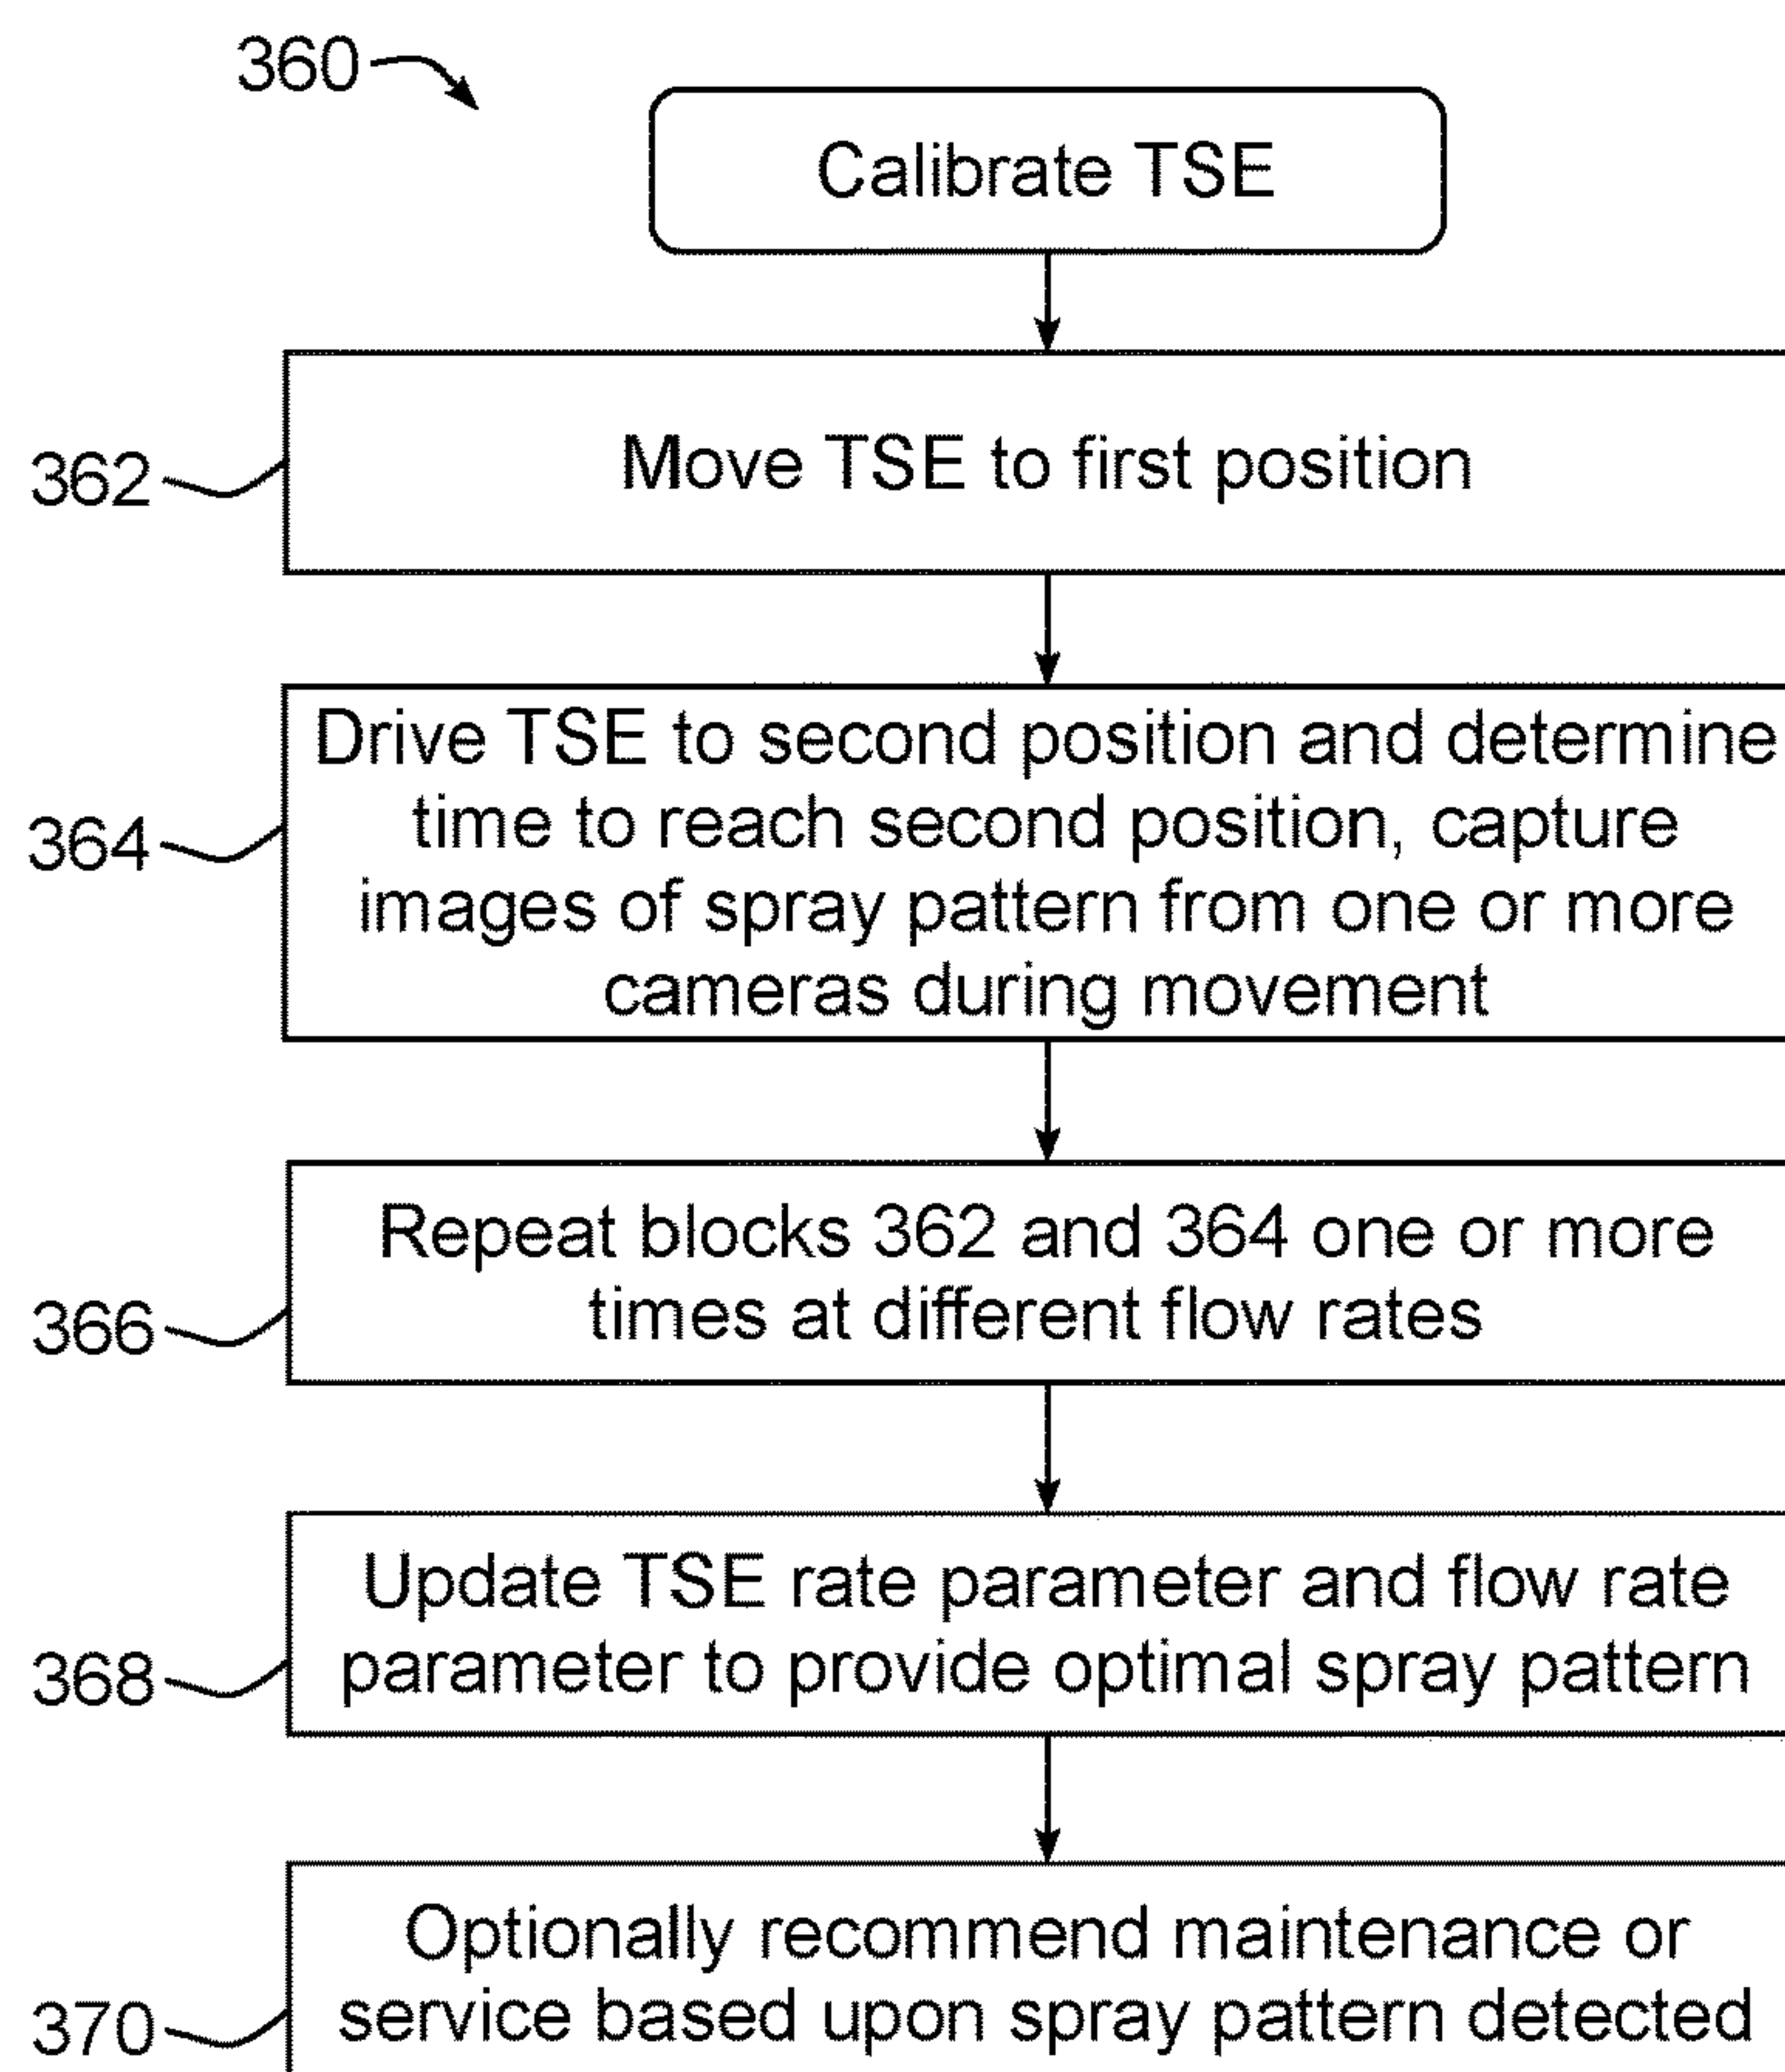 360
Calibrate TSE
362
Move TSE to first position
364
Drive TSE to second position and determine
time to reach second position, capture
images of spray pattern from one or more
cameras during movement
366
Repeat blocks 362 and 364 one or more
times at different flow rates
368
Update TSE rate parameter and flow rate
parameter to provide optimal spray pattern
370
Optionally recommend maintenance or
service based upon spray pattern detected